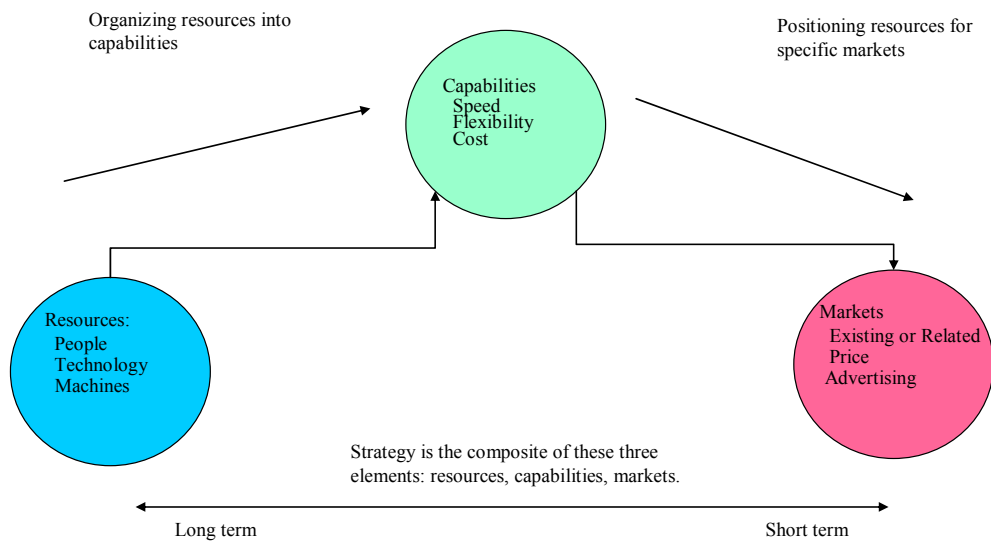 Organizing resources into
capabilities
Positioning resources for
specific markets
Capabilities
Speed
Flexibility
Cost
Resources:
People
Technology
Machines
Markets
Existing or Related
Price
Advertising
Strategy is the composite of these three
elements: resources, capabilities, markets.
Long term
Short term